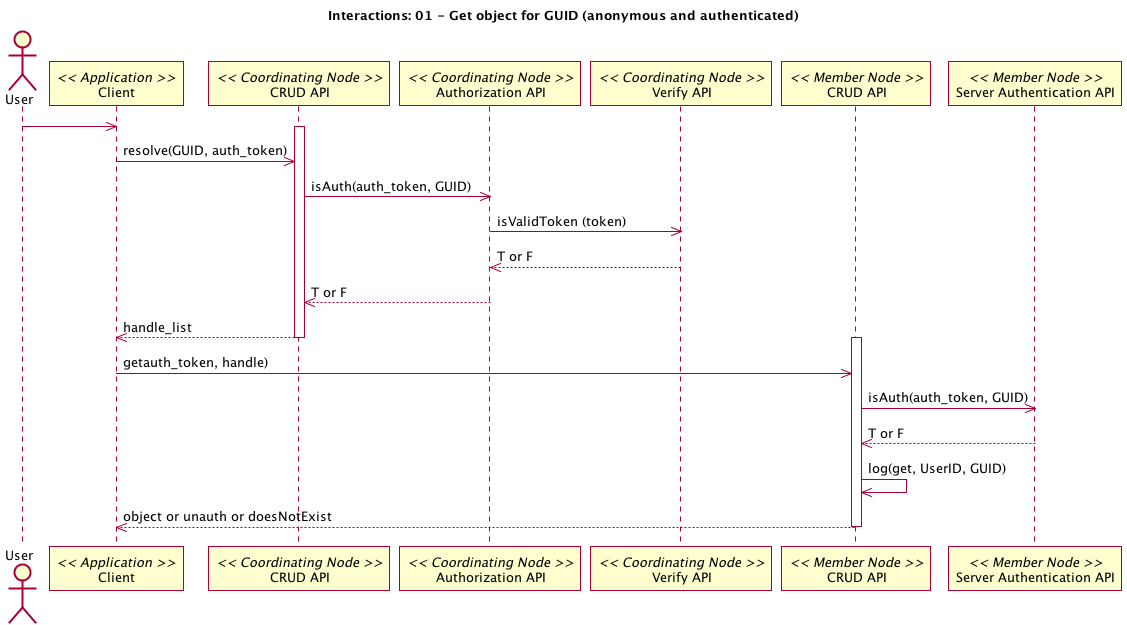 Interactions: 01 – Get object for GUID (anonymous and authenticated)
User
<< Application >>
Client
<< Coordinating Node >>
CRUD API
<< Coordinating Node >>
Authorization API
<< Coordinating Node >>
Verify API
<< Member Node >>
CRUD API
<< Member Node >>
Server Authentication API
resolve(GUID, auth_token)
isAuth(auth_token, GUID)
isValidToken (token)
T or F
T or F
handle_list
getauth_token, handle)
isAuth(auth_token, GUID)
T or F
log(get, UserID, GUID)
object or unauth or doesNotExist
User
<< Application >>
Client
<< Coordinating Node >>
CRUD API
<< Coordinating Node >>
Authorization API
<< Coordinating Node >>
Verify API
<< Member Node >>
CRUD API
<< Member Node >>
Server Authentication API